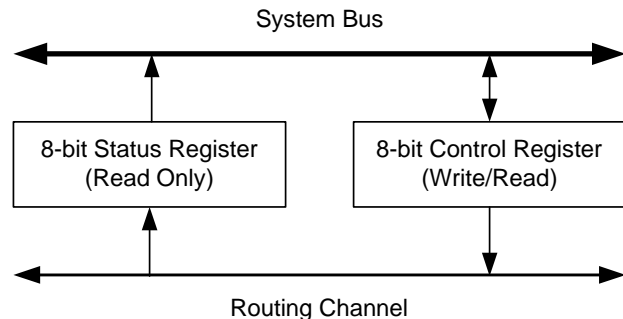 System Bus
8-bit Status Register
(Read Only)
8-bit Control Register
(Write/Read)
Routing Channel